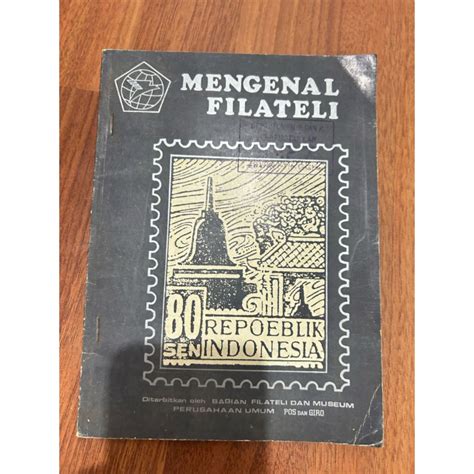 MENGENAL
FILATELI
80
SEN
REPOEBLIK
INDONESIA
Diterbitkan oleh BAGIAN FILATELI DAN MUSEUM
PERUSAHAAN UMUM POS DAN GIRO